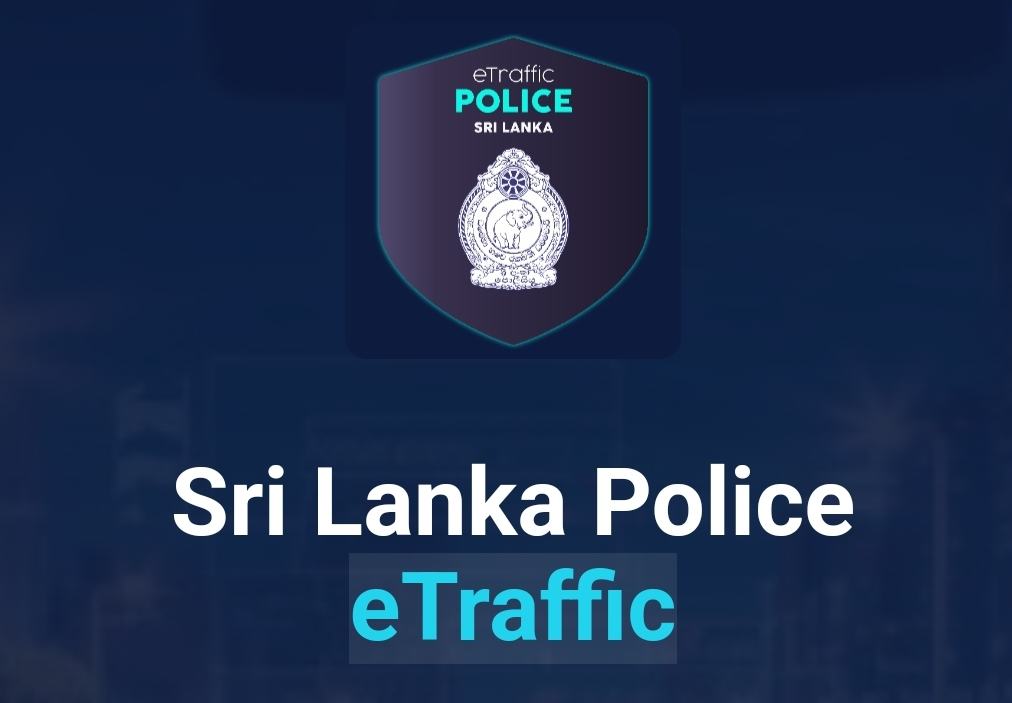 eTraffic
POLICE
SRI LANKA
Sri Lanka Police
eTraffic